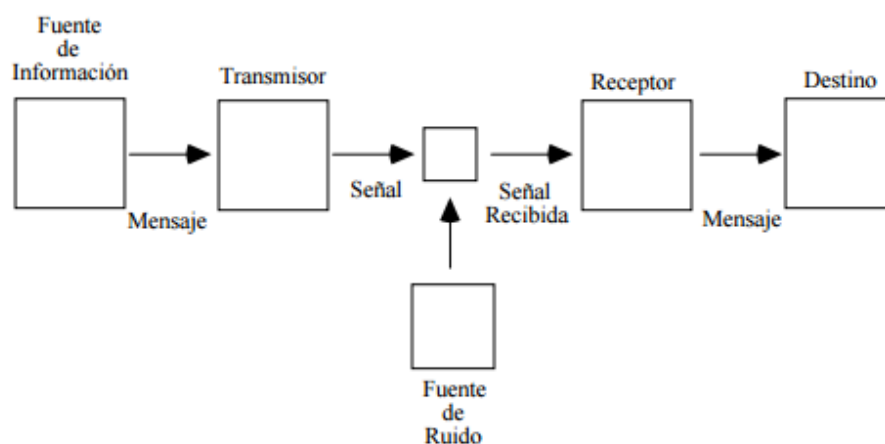 Fuente
de
Información
Transmisor
Receptor
Destino
Mensaje
Señal
Señal
Recibida
Mensaje
Fuente
de
Ruido